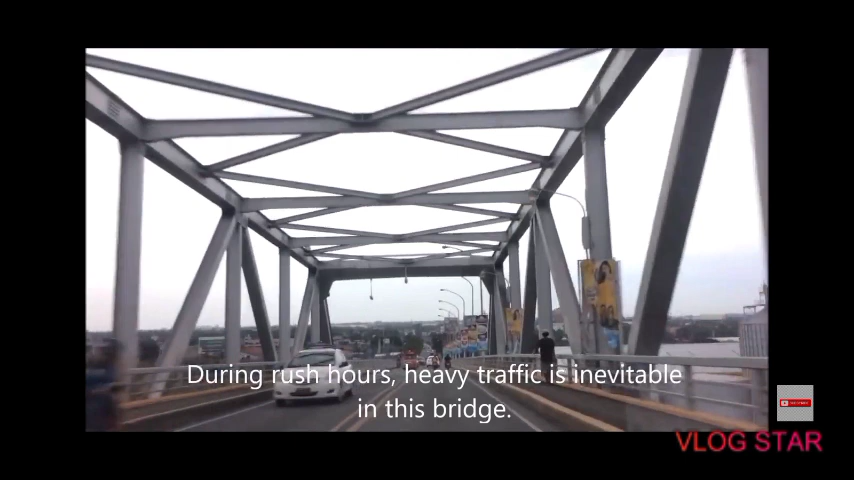 During rush hours, heavy traffic is inevitable
in this bridge.
VLOG STAR